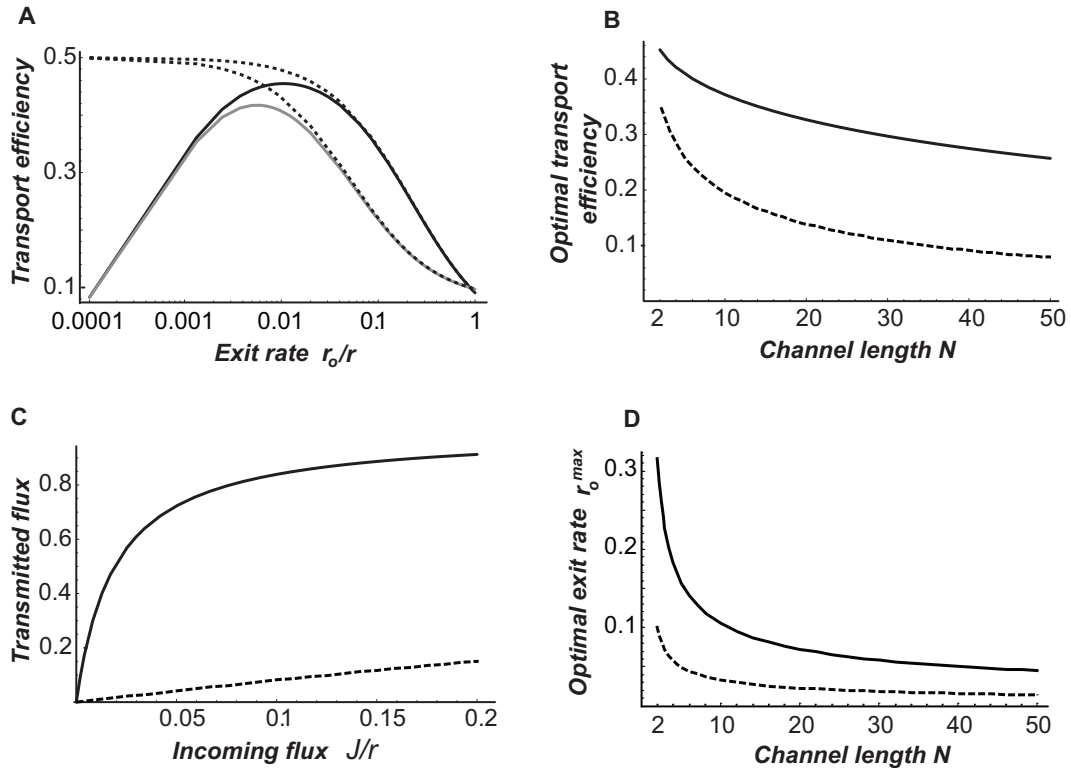 A
Transport efficiency
0.5
0.3
0.1
0.0001 0.001 0.01 0.1 1
Exit rate r_o/r
B
Optimal transport
efficiency
0.4
0.3
0.2
0.1
2 10 20 30 40 50
Channel length N
C
Transmitted flux
0.8
0.6
0.4
0.2
0.05 0.1 0.15 0.2
Incoming flux J/r
D
Optimal exit rate r_o^max
0.3
0.2
0.1
2 10 20 30 40 50
Channel length N